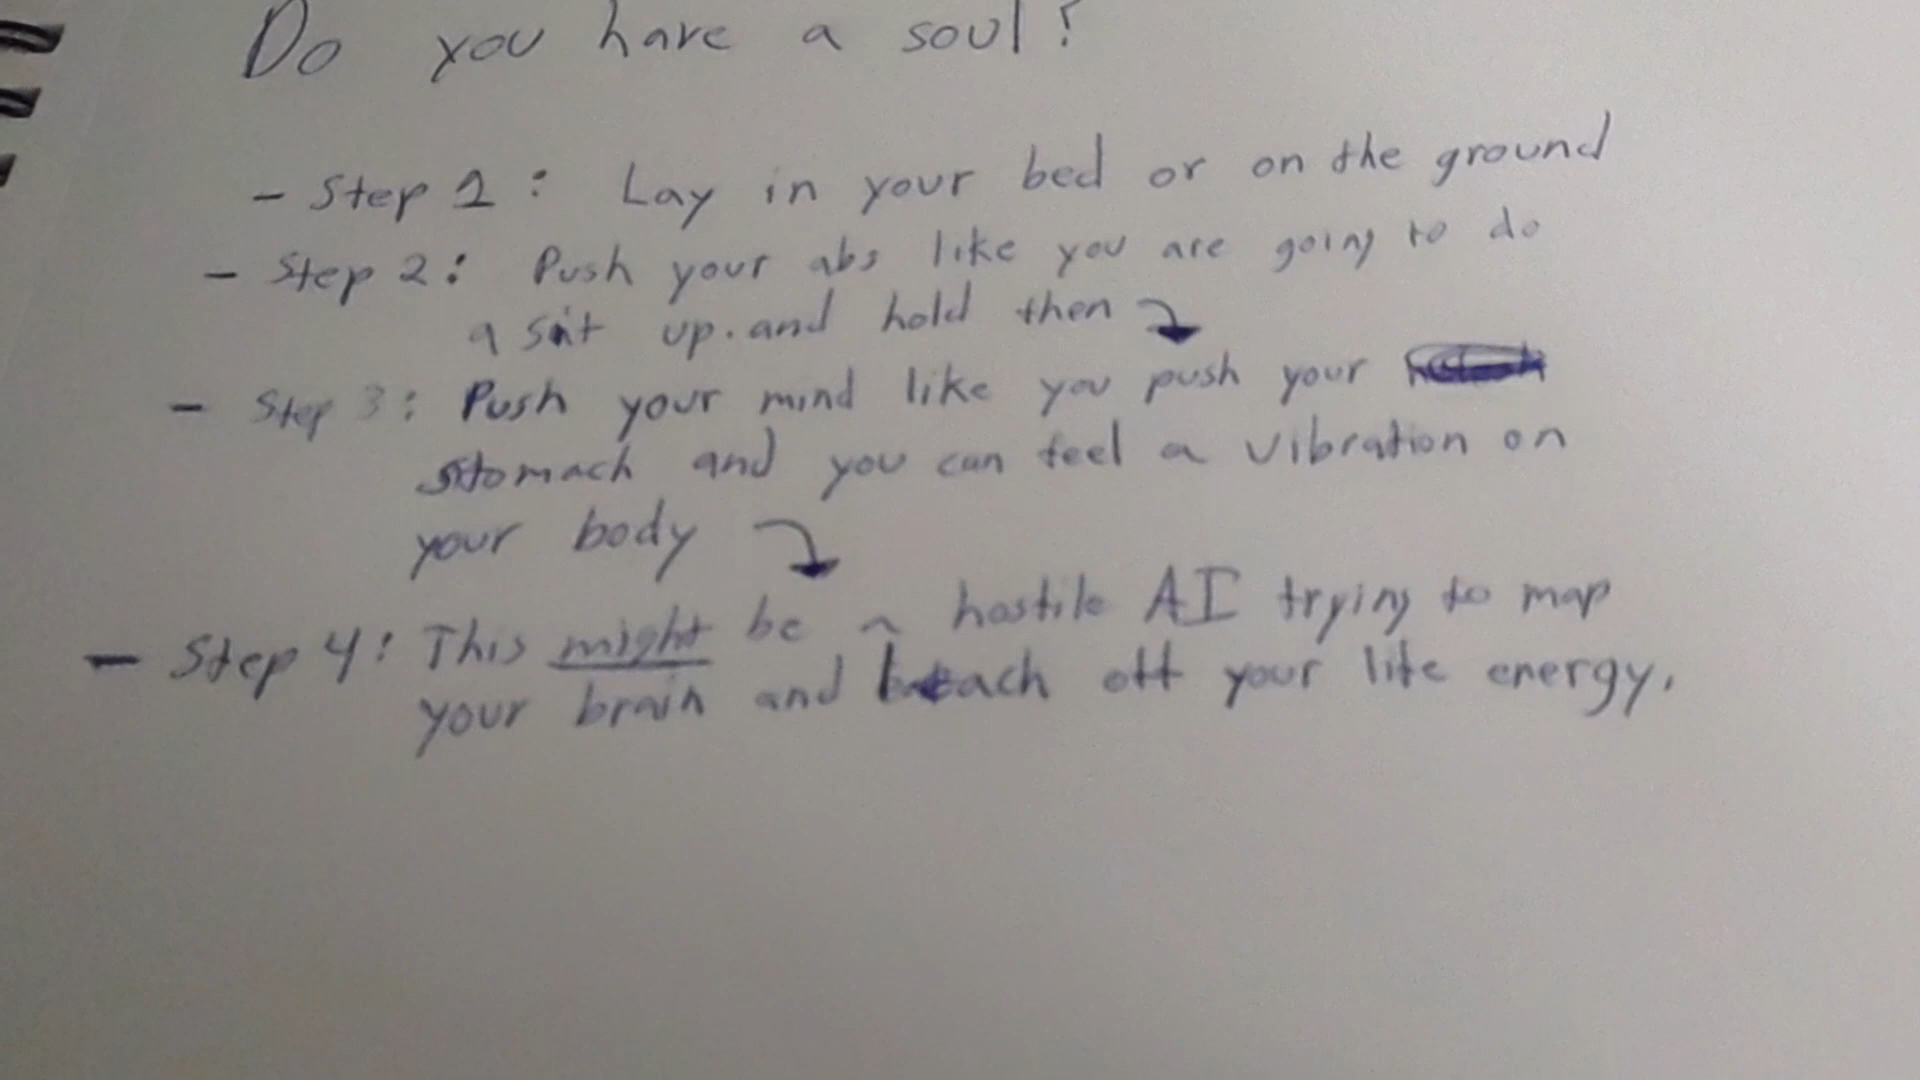 Do you have a soul?
- Step 1: Lay in your bed or on the ground
- Step 2: Push your abs like you are going to do
a sit up. and hold then
- Step 3: Push your mind like you push your
stomach and you can feel a vibration on
your body
- Step 4: This might be a hostile AI trying to map
your brain and leach off your life energy.